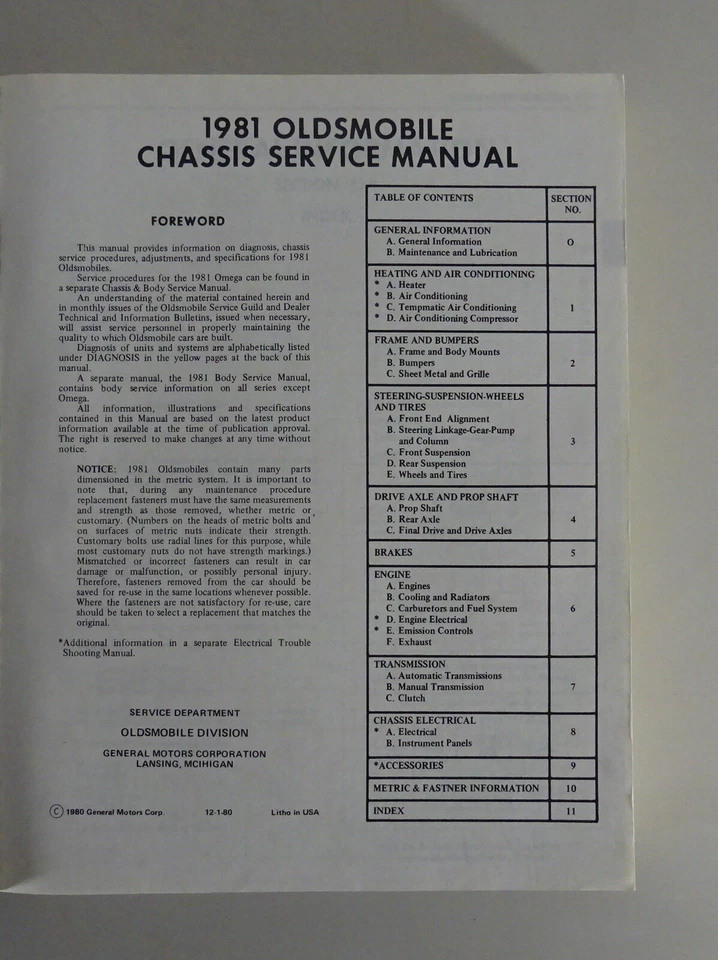 1981 OLDSMOBILE
CHASSIS SERVICE MANUAL
FOREWORD
This manual provides information on diagnosis, chassis
service procedures, adjustments, and specifications for 1981
Oldsmobiles.
Service procedures for the 1981 Omega can be found in
a separate Chassis & Body Service Manual.
An understanding of the material contained herein and
in monthly issues of the Oldsmobile Service Guild and Dealer
Technical and Information Bulletins, issued when necessary,
will assist service personnel in properly maintaining the
quality to which Oldsmobile cars are built.
Diagnosis of units and systems are alphabetically listed
under DIAGNOSIS in the yellow pages at the back of this
manual.
A separate manual, the 1981 Body Service Manual,
contains body service information on all series except
Omega.
All information, illustrations and specifications
contained in this Manual are based on the latest product
information available at the time of publication approval.
The right is reserved to make changes at any time without
notice.
NOTICE: 1981 Oldsmobiles contain many parts
dimensioned in the metric system. It is important to
note that, during any maintenance procedure
replacement fasteners must have the same measurements
and strength as those removed, whether metric or
customary. (Numbers on the heads of metric bolts and
on surfaces of metric nuts indicate their strength.
Customary bolts use radial lines for this purpose, while
most customary nuts do not have strength markings.)
Mismatched or incorrect fasteners can result in car
damage or malfunction, or possibly personal injury.
Therefore, fasteners removed from the car should be
saved for re-use in the same locations whenever possible.
Where the fasteners are not satisfactory for re-use, care
should be taken to select a replacement that matches the
original.
*Additional information in a separate Electrical Trouble
Shooting Manual.
SERVICE DEPARTMENT
OLDSMOBILE DIVISION
GENERAL MOTORS CORPORATION
LANSING, MCIHIGAN
© 1980 General Motors Corp. 12-1-80 Litho in USA
TABLE OF CONTENTS SECTION
NO.
GENERAL INFORMATION
A. General Information O
B. Maintenance and Lubrication
HEATING AND AIR CONDITIONING
* A. Heater
* B. Air Conditioning
* C. Tempmatic Air Conditioning 1
* D. Air Conditioning Compressor
FRAME AND BUMPERS
A. Frame and Body Mounts
B. Bumpers 2
C. Sheet Metal and Grille
STEERING-SUSPENSION-WHEELS
AND TIRES
A. Front End Alignment
B. Steering Linkage-Gear-Pump
and Column 3
C. Front Suspension
D. Rear Suspension
E. Wheels and Tires
DRIVE AXLE AND PROP SHAFT
A. Prop Shaft
B. Rear Axle 4
C. Final Drive and Drive Axles
BRAKES 5
ENGINE
A. Engines
B. Cooling and Radiators
C. Carburetors and Fuel System 6
* D. Engine Electrical
* E. Emission Controls
F. Exhaust
TRANSMISSION
A. Automatic Transmissions
B. Manual Transmission 7
C. Clutch
CHASSIS ELECTRICAL
* A. Electrical 8
B. Instrument Panels
*ACCESSORIES 9
METRIC & FASTNER INFORMATION 10
INDEX 11